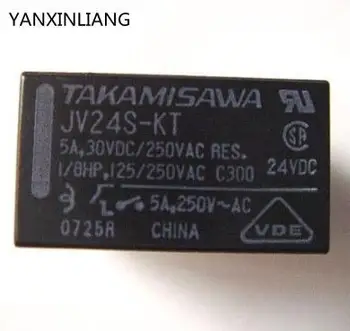 YANXINLIANG
TAKAMISAWA
JV24S-KT
5A,30VDC/250VAC RES.
1/8HP,125/250VAC C300
24VDC
5A,250V~AC
0725R CHINA
VDE